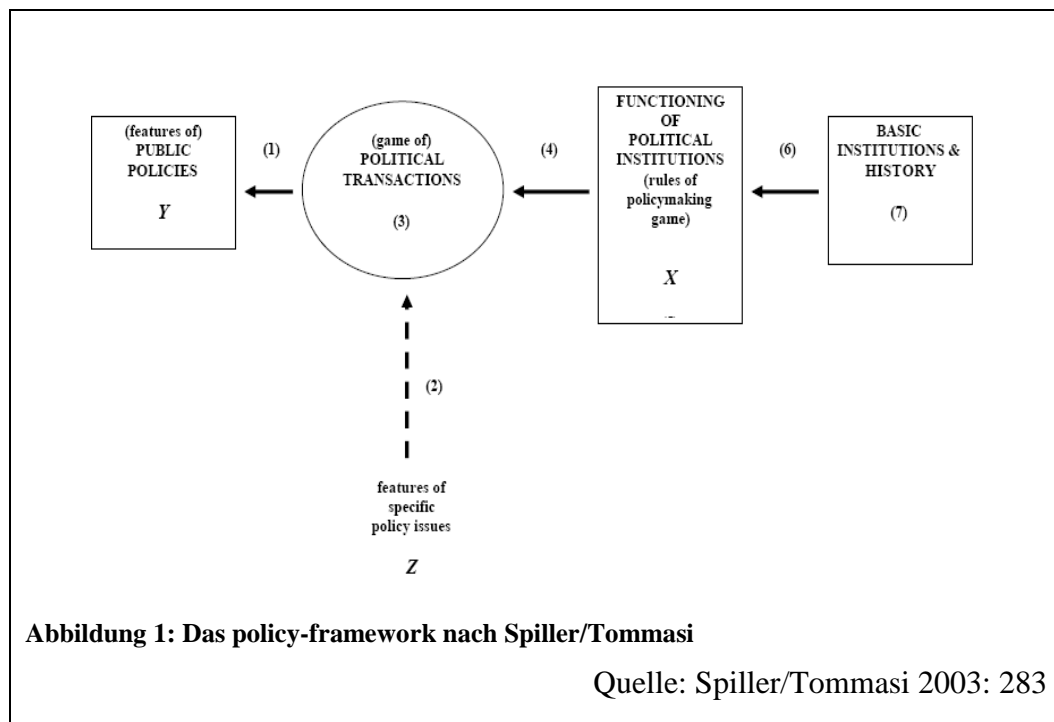 (features of)
PUBLIC
POLICIES
Y
(1)
(game of)
POLITICAL
TRANSACTIONS
(3)
(4)
FUNCTIONING
OF
POLITICAL
INSTITUTIONS
(rules of
policymaking
game)
X
(6)
BASIC
INSTITUTIONS &
HISTORY
(7)
(2)
features of
specific
policy issues
Z
Abbildung 1: Das policy-framework nach Spiller/Tommasi
Quelle: Spiller/Tommasi 2003: 283